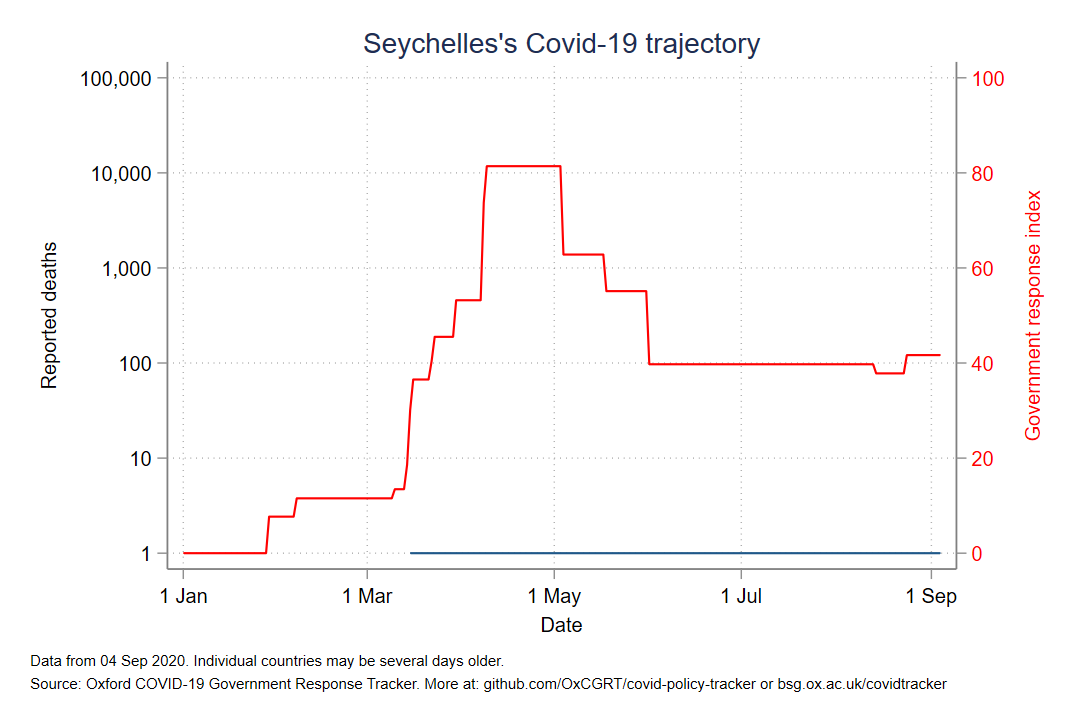 Seychelles's Covid-19 trajectory
100,000
10,000
1,000
100
10
1
Reported deaths
100
80
60
40
20
0
Government response index
1 Jan
1 Mar
1 May
1 Jul
1 Sep
Date
Data from 04 Sep 2020. Individual countries may be several days older.
Source: Oxford COVID-19 Government Response Tracker. More at: github.com/OxCGRT/covid-policy-tracker or bsg.ox.ac.uk/covidtracker